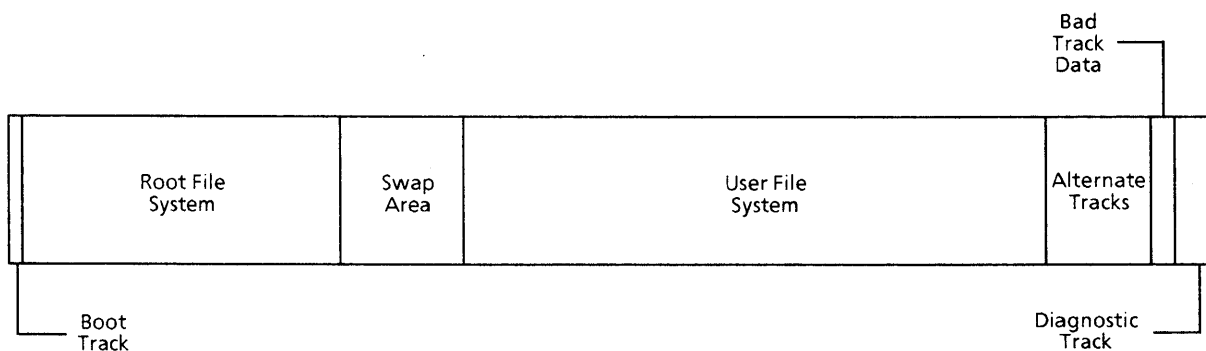 Bad
Track
Data
Root File
System
Swap
Area
User File
System
Alternate
Tracks
Boot
Track
Diagnostic
Track